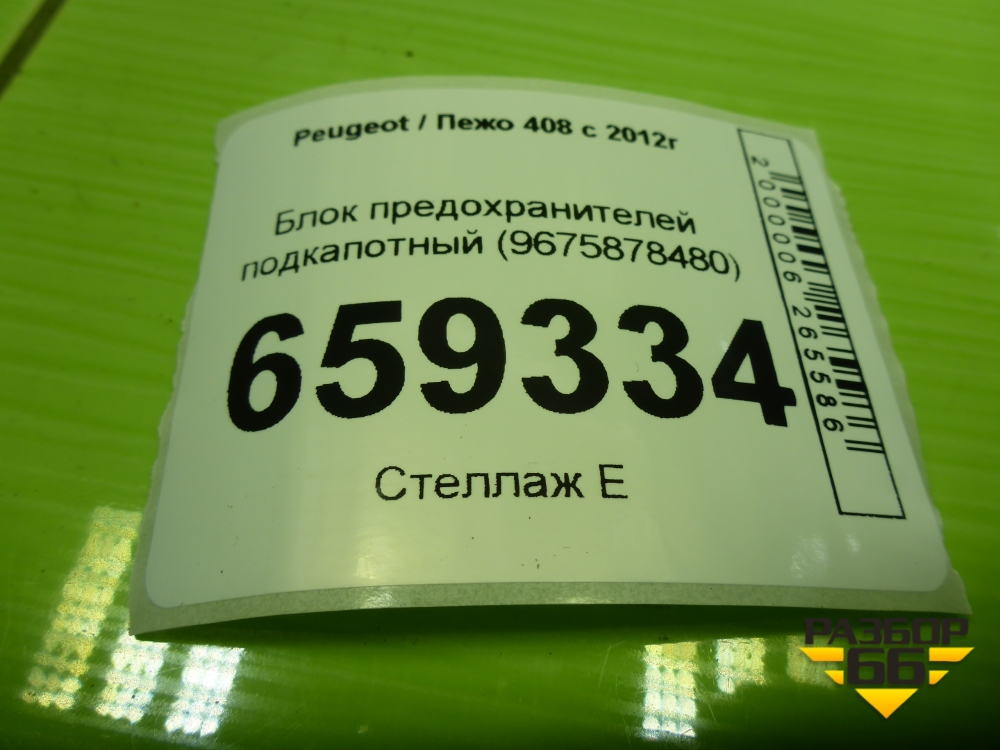 Peugeot / Пежо 408 с 2012г
Блок предохранителей
подкапотный (9675878480)
659334
Стеллаж Е
2000006265586
РАЗБОР
66